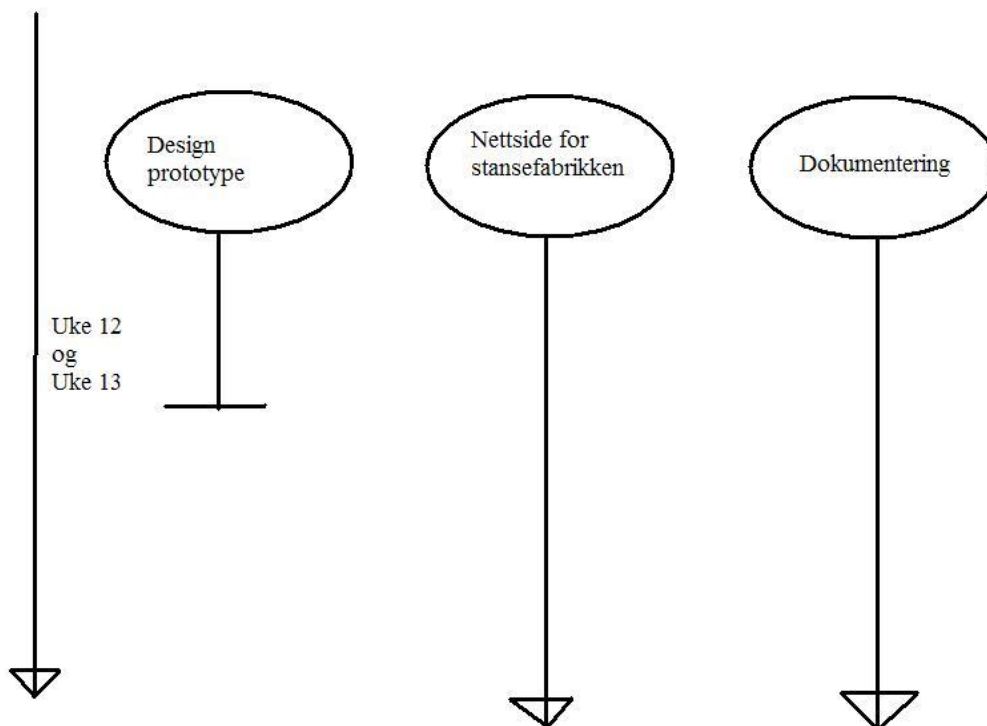 Design
prototype
Nettside for
stansefabrikken
Dokumentering
Uke 12
og
Uke 13